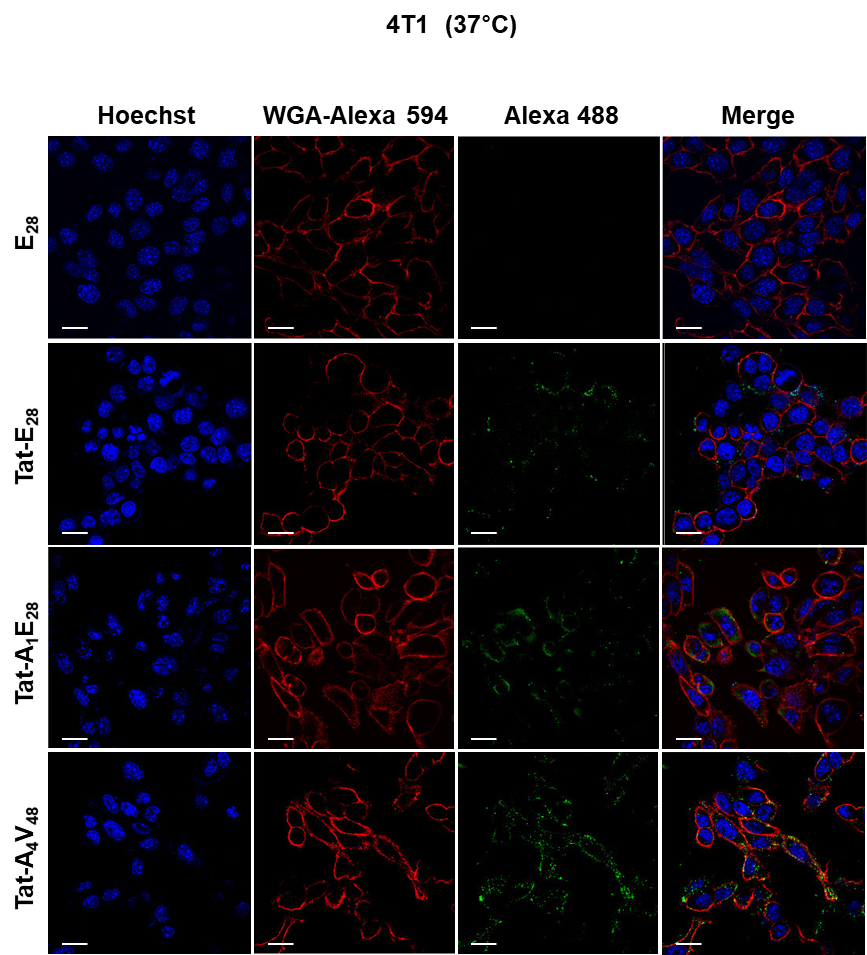 4T1 (37°C)
Hoechst WGA-Alexa 594 Alexa 488 Merge
E₂₈
Tat-E₂₈
Tat-A₁E₂₈
Tat-A₄V₄₈